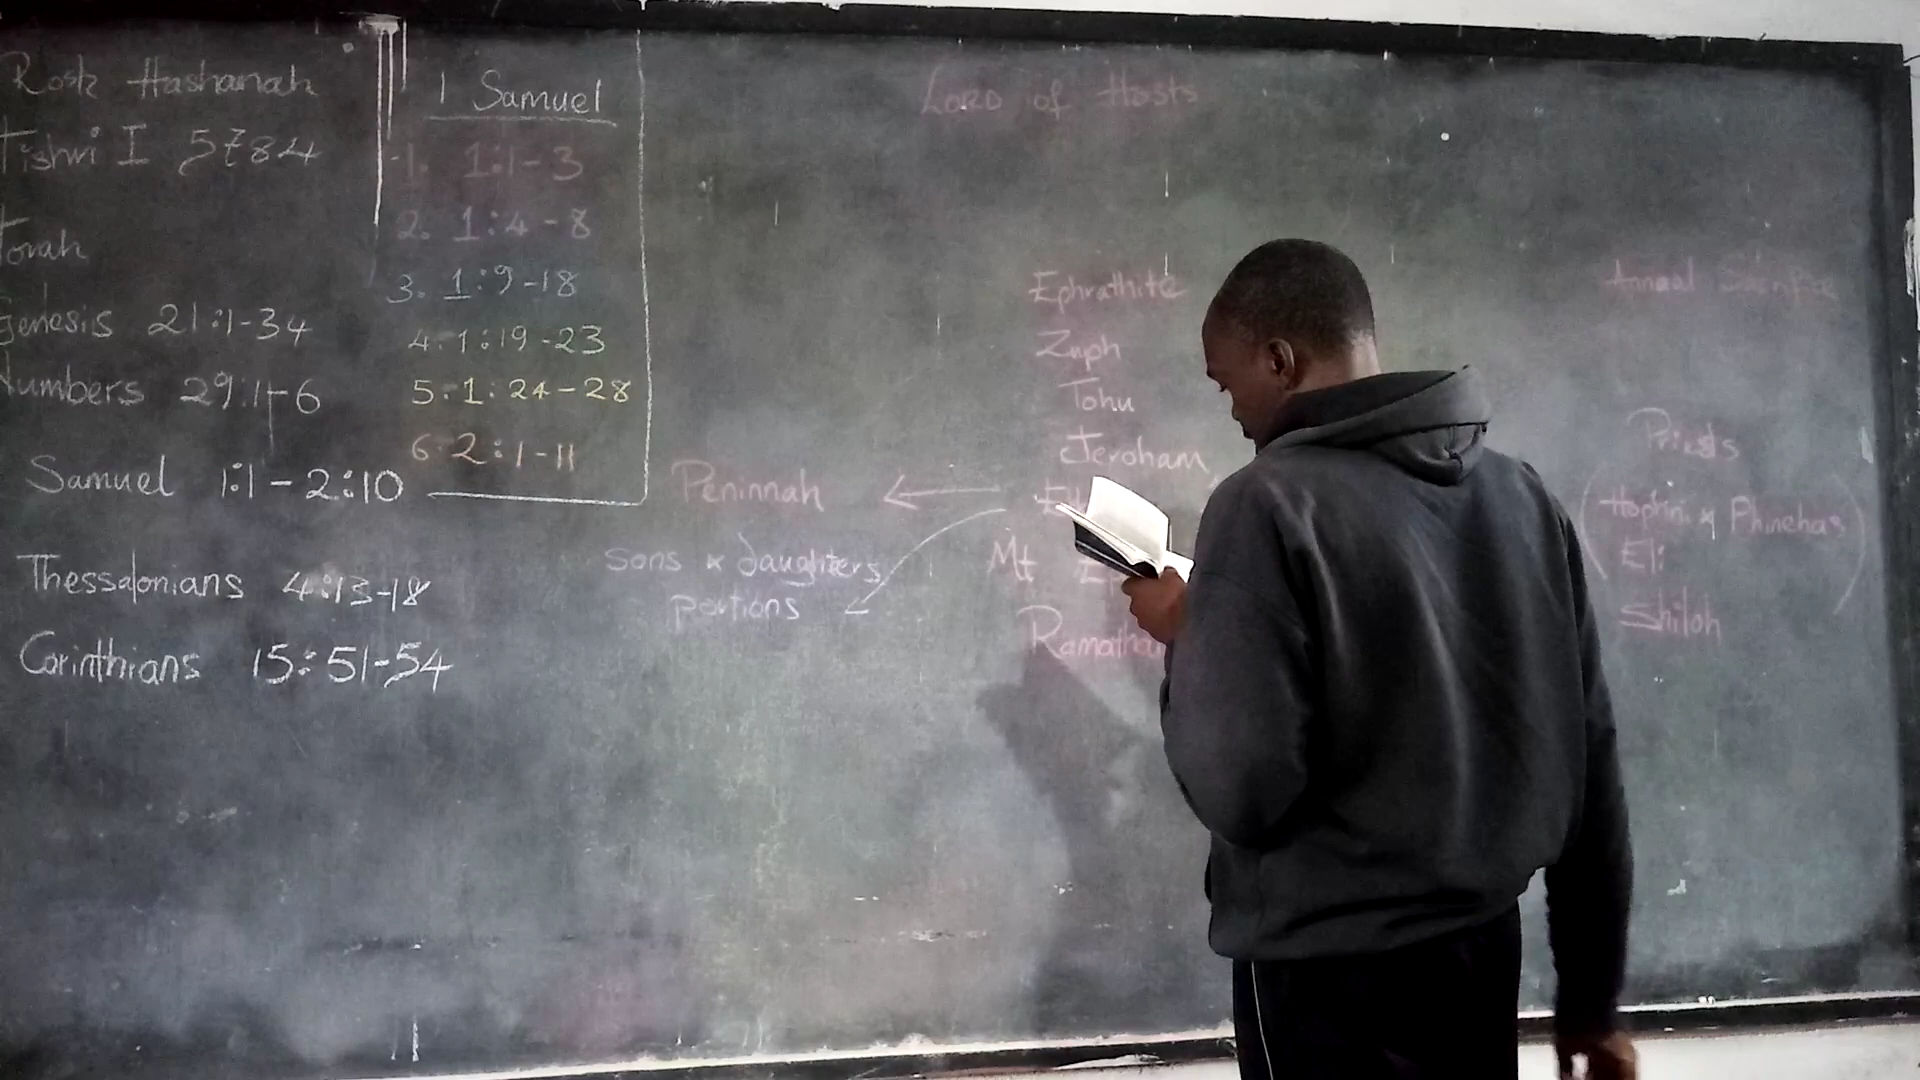 Rosh Hashanah
Tishri I 5784
Torah
Genesis 21:1-34
Numbers 29:1-6
Samuel 1:1-2:10
Thessalonians 4:13-18
Corinthians 15:51-54
1 Samuel
1. 1:1-3
2. 1:4-8
3. 1:9-18
4. 1:19-23
5. 1:24-28
6. 2:1-11
LORD of Hosts
Ephrathite
Zuph
Tohu
Jeroham
Peninnah
sons & daughters
portions
Mt
Annual Sacrifice
Priests
Hophni & Phinehas
Eli
Shiloh